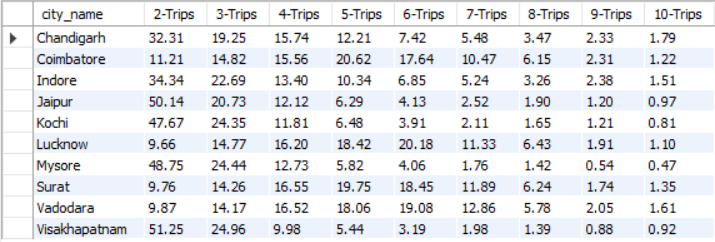 city_name 2-Trips 3-Trips 4-Trips 5-Trips 6-Trips 7-Trips 8-Trips 9-Trips 10-Trips
Chandigarh 32.31 19.25 15.74 12.21 7.42 5.48 3.47 2.33 1.79
Coimbatore 11.21 14.82 15.56 20.62 17.64 10.47 6.15 2.31 1.22
Indore 34.34 22.69 13.40 10.34 6.85 5.24 3.26 2.38 1.51
Jaipur 50.14 20.73 12.12 6.29 4.13 2.52 1.90 1.20 0.97
Kochi 47.67 24.35 11.81 6.48 3.91 2.11 1.65 1.21 0.81
Lucknow 9.66 14.77 16.20 18.42 20.18 11.33 6.43 1.91 1.10
Mysore 48.75 24.44 12.73 5.82 4.06 1.76 1.42 0.54 0.47
Surat 9.76 14.26 16.55 19.75 18.45 11.89 6.24 1.74 1.35
Vadodara 9.87 14.17 16.52 18.06 19.08 12.86 5.78 2.05 1.61
Visakhapatnam 51.25 24.96 9.98 5.44 3.19 1.98 1.39 0.88 0.92